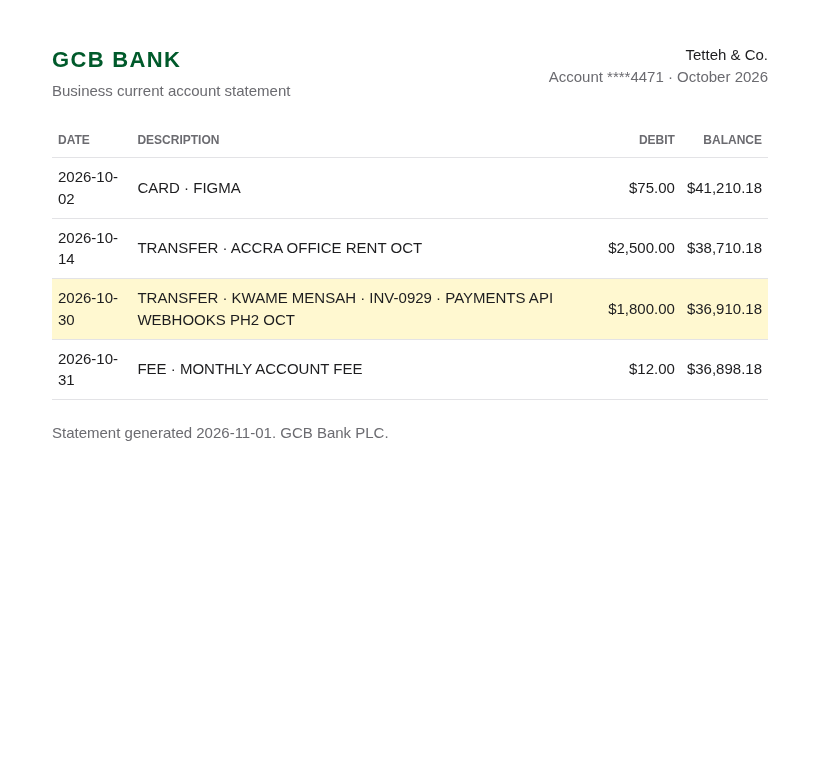 GCB BANK
Business current account statement
Tetteh & Co.
Account ****4471 · October 2026
DATE DESCRIPTION DEBIT BALANCE
2026-10-02 CARD · FIGMA $75.00 $41,210.18
2026-10-14 TRANSFER · ACCRA OFFICE RENT OCT $2,500.00 $38,710.18
2026-10-30 TRANSFER · KWAME MENSAH · INV-0929 · PAYMENTS API WEBHOOKS PH2 OCT $1,800.00 $36,910.18
2026-10-31 FEE · MONTHLY ACCOUNT FEE $12.00 $36,898.18
Statement generated 2026-11-01. GCB Bank PLC.